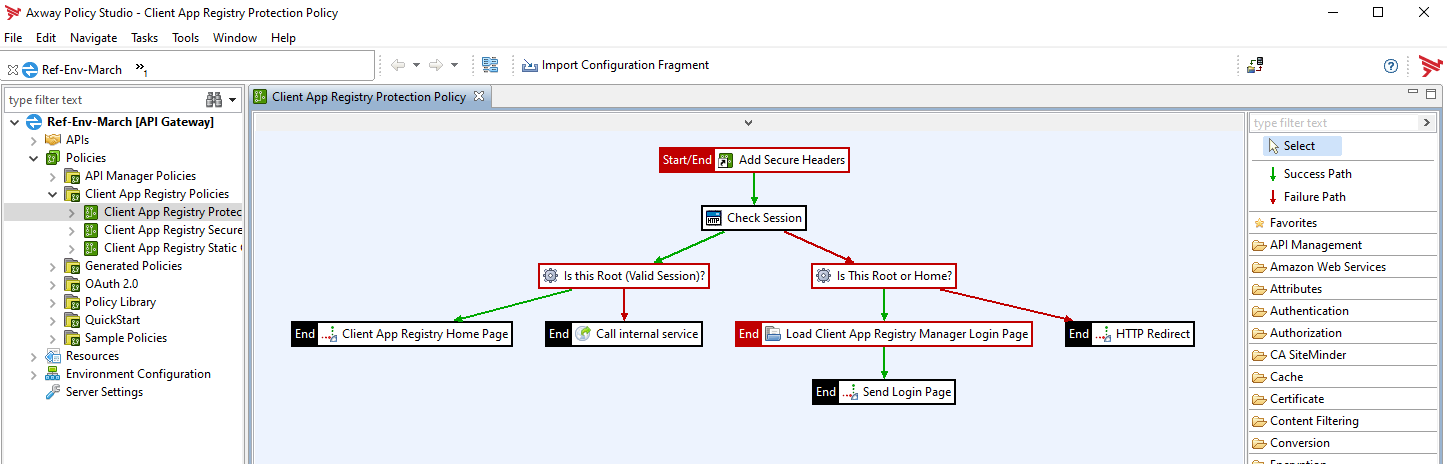 Axway Policy Studio - Client App Registry Protection Policy
File Edit Navigate Tasks Tools Window Help
Ref-Env-March
1
Import Configuration Fragment
type filter text
Ref-Env-March [API Gateway]
APIs
Policies
API Manager Policies
Client App Registry Policies
Client App Registry Protec
Client App Registry Secure
Client App Registry Static
Generated Policies
OAuth 2.0
Policy Library
QuickStart
Sample Policies
Resources
Environment Configuration
Server Settings
Client App Registry Protection Policy
Start/End Add Secure Headers
HTTP Check Session
Is this Root (Valid Session)?
Is This Root or Home?
End Client App Registry Home Page
End Call internal service
End Load Client App Registry Manager Login Page
End HTTP Redirect
End Send Login Page
type filter text
Select
Success Path
Failure Path
Favorites
API Management
Amazon Web Services
Attributes
Authentication
Authorization
CA SiteMinder
Cache
Certificate
Content Filtering
Conversion